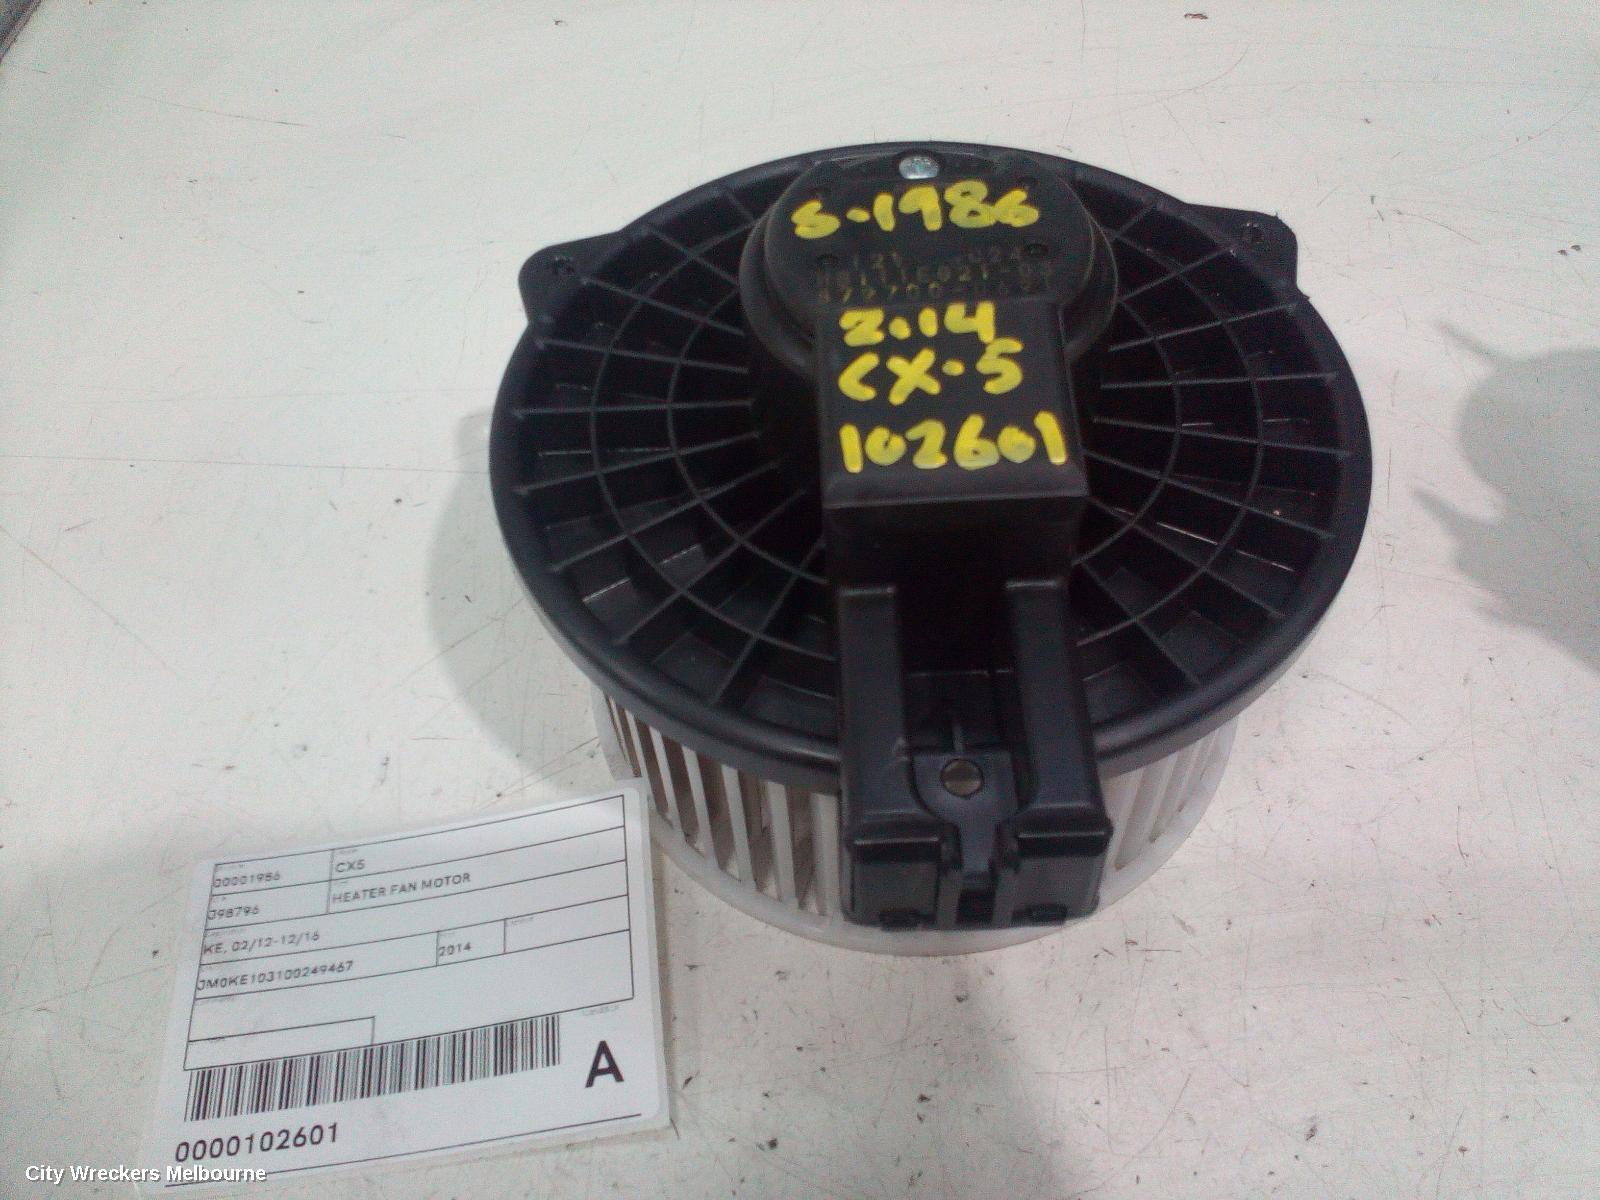 S-1986
2.14
CX-5
102601
00001986
CX5
J98796
HEATER FAN MOTOR
KE, 02/12-12/16
2014
JM0KE103100249467
A
0000102601
City Wreckers Melbourne